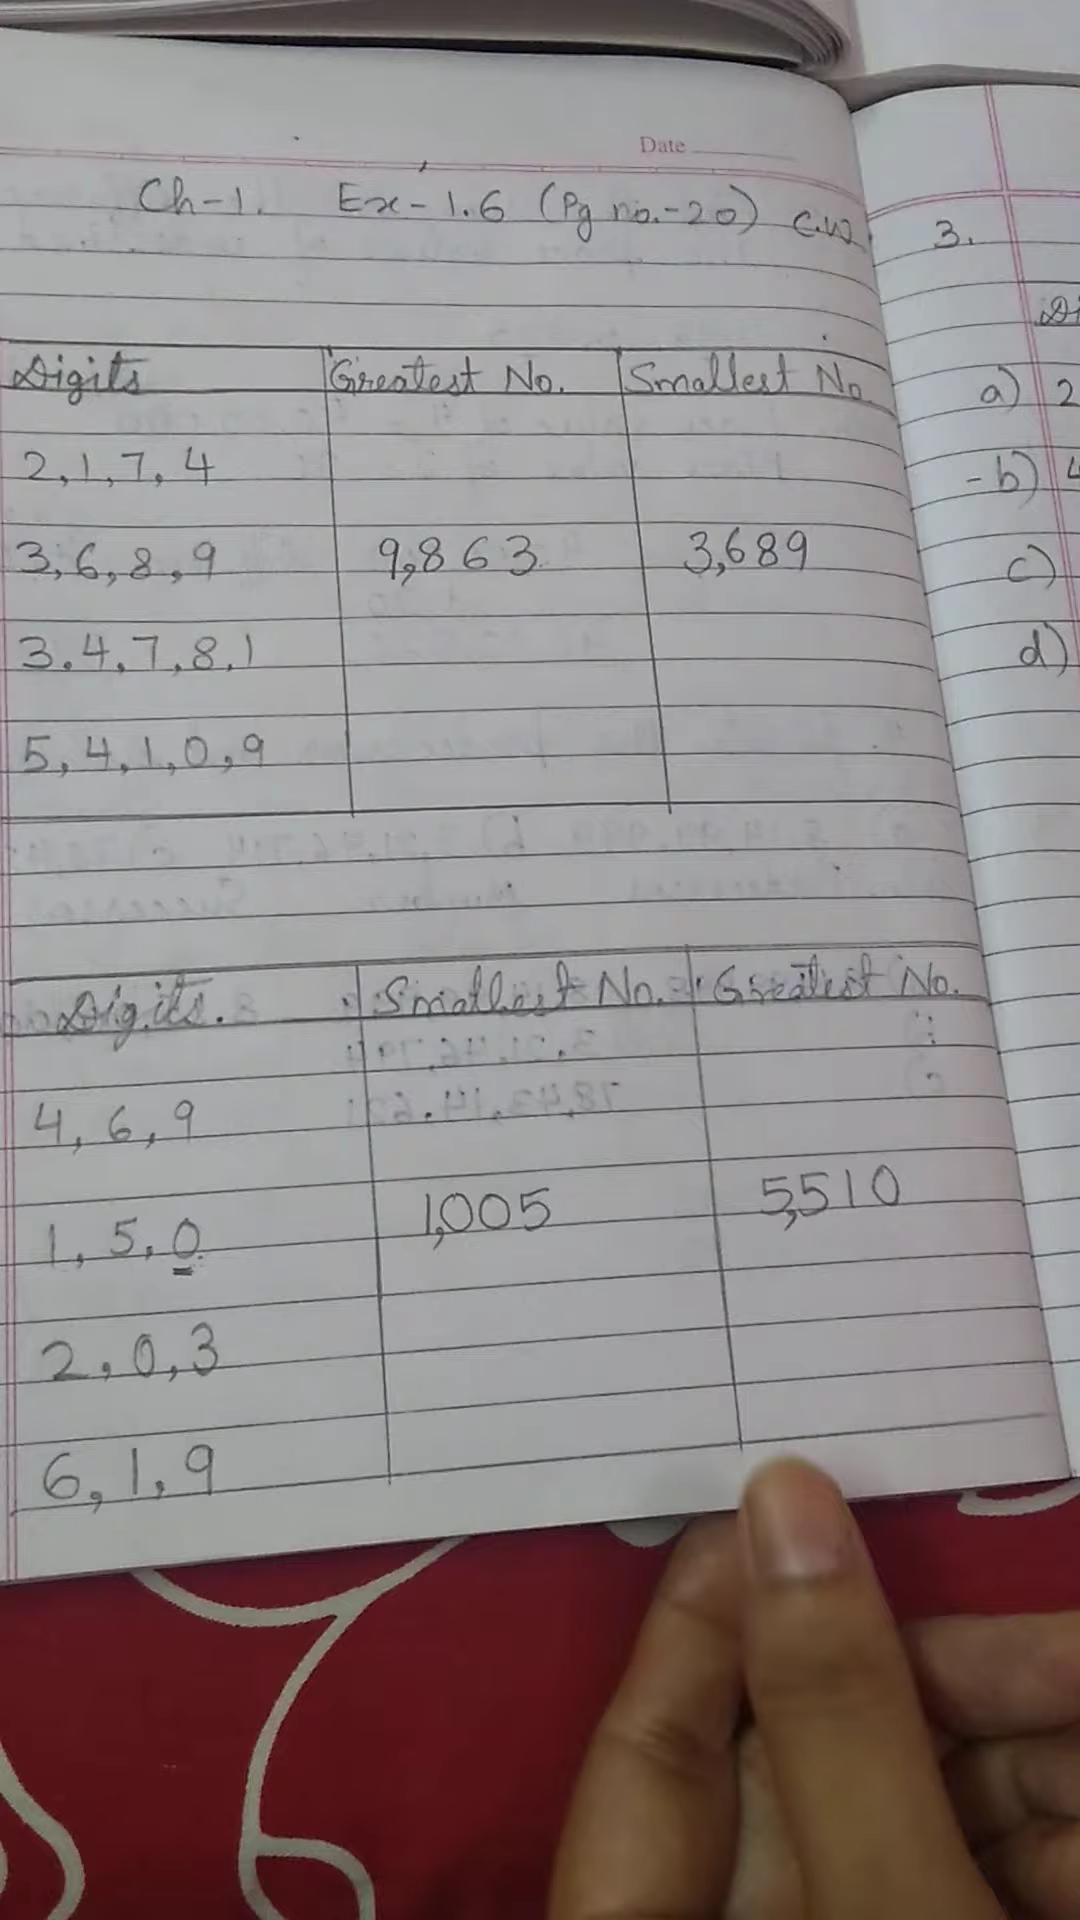 Date
Ch-1. Ex-1.6 (Pg no.-20) C.W.
Digits Greatest No. Smallest No.
2,1,7,4
3,6,8,9 9,863 3,689
3.4,7,8,1
5,4,1,0,9
Digits. Smallest No. Greatest No.
4,6,9
1,5,0 1,005 5,510
2,0,3
6,1,9
3.
a) 2
-b) 4
c)
d)